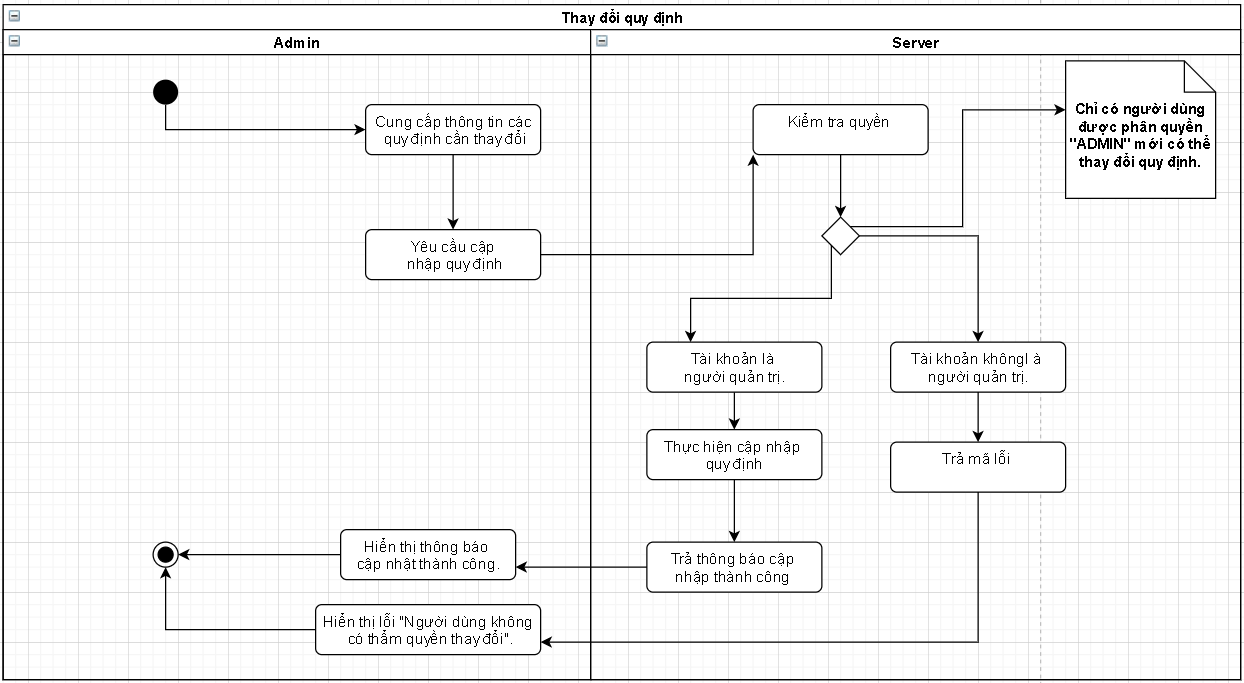 Thay đổi quy định
Admin
Server
Cung cấp thông tin các
quy định cần thay đổi
Yêu cầu cập
nhập quy định
Kiểm tra quyền
Chỉ có người dùng
được phân quyền
"ADMIN" mới có thể
thay đổi quy định.
Tài khoản là
người quản trị.
Tài khoản khôngl à
người quản trị.
Thực hiện cập nhập
quy định
Trả mã lỗi
Trả thông báo cập
nhập thành công
Hiển thị thông báo
cập nhật thành công.
Hiển thị lỗi "Người dùng không
có thẩm quyền thay đổi".